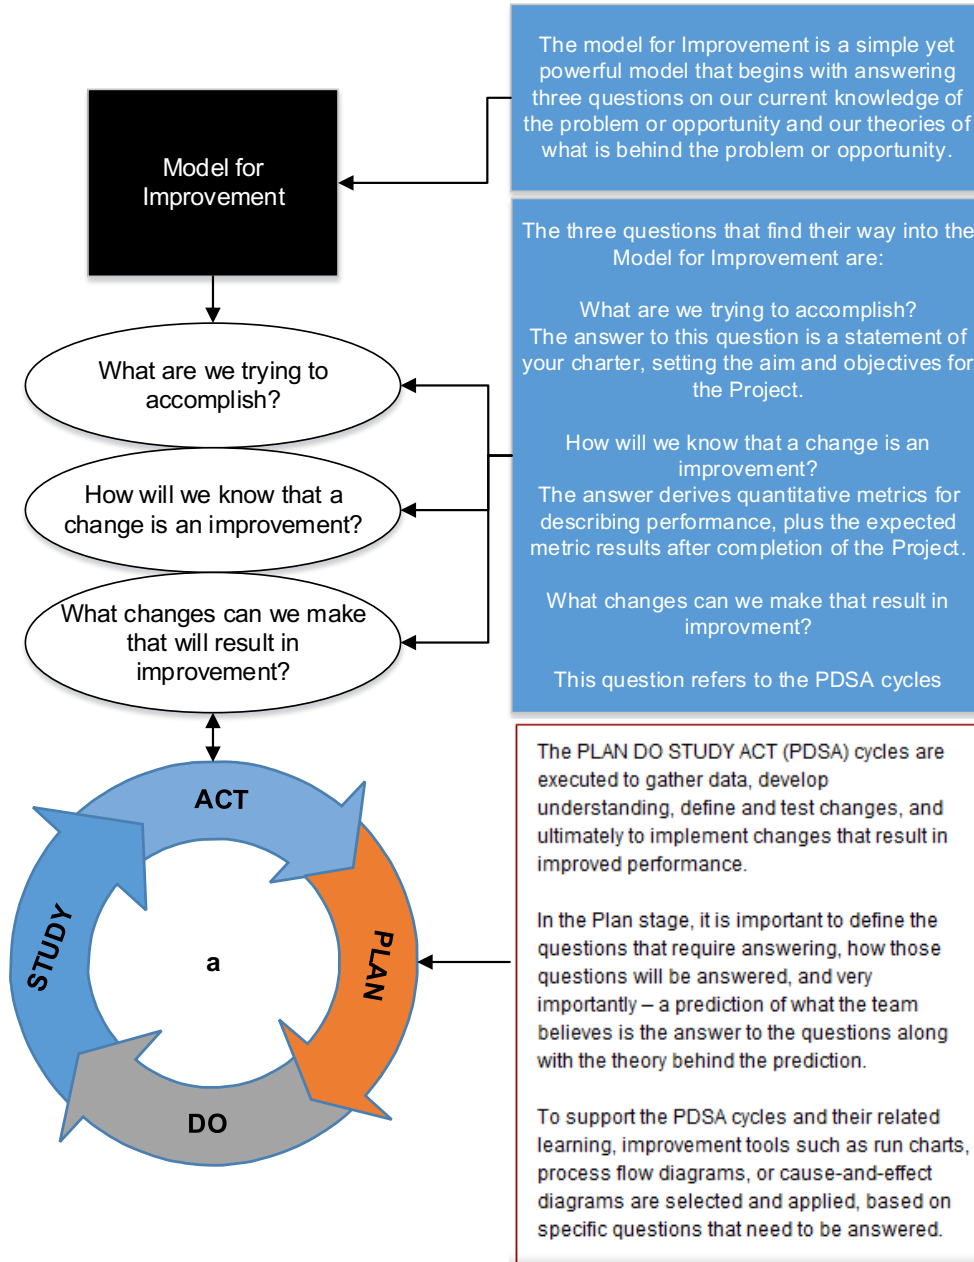 The model for Improvement is a simple yet
powerful model that begins with answering
three questions on our current knowledge of
the problem or opportunity and our theories of
what is behind the problem or opportunity.
Model for
Improvement
The three questions that find their way into the
Model for Improvement are:
What are we trying to accomplish?
The answer to this question is a statement of
your charter, setting the aim and objectives for
the Project.
How will we know that a change is an
improvement?
The answer derives quantitative metrics for
describing performance, plus the expected
metric results after completion of the Project.
What changes can we make that result in
improvment?
This question refers to the PDSA cycles
What are we trying to
accomplish?
How will we know that a
change is an improvement?
What changes can we make
that will result in
improvement?
ACT
PLAN
DO
STUDY
a
The PLAN DO STUDY ACT (PDSA) cycles are
executed to gather data, develop
understanding, define and test changes, and
ultimately to implement changes that result in
improved performance.
In the Plan stage, it is important to define the
questions that require answering, how those
questions will be answered, and very
importantly – a prediction of what the team
believes is the answer to the questions along
with the theory behind the prediction.
To support the PDSA cycles and their related
learning, improvement tools such as run charts,
process flow diagrams, or cause-and-effect
diagrams are selected and applied, based on
specific questions that need to be answered.